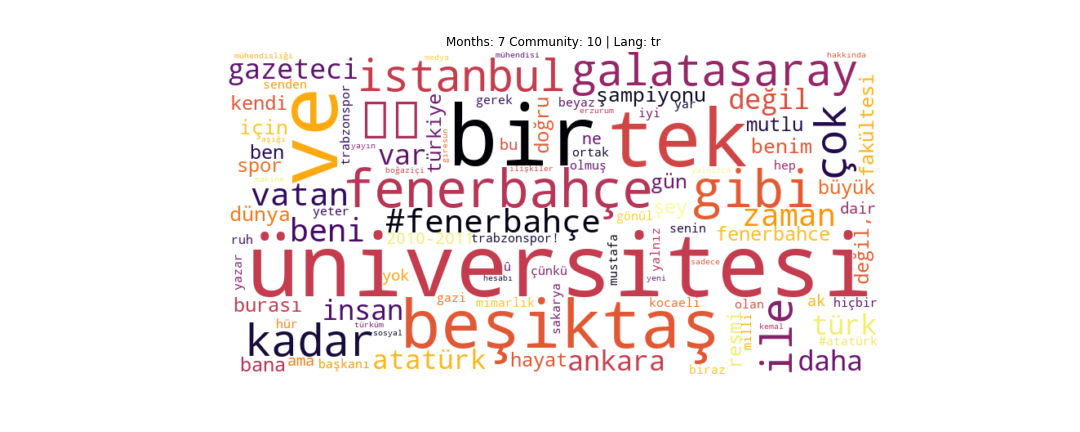 Months: 7 Community: 10 | Lang: tr
mühendisliği medya mühendisi hakkında
gazeteci istanbul galatasaray
senden şampiyonu
kendi ve trabzonspor türkiye gerek bir doğru beyaz yar tek değil çok fakültesi
için erzurum iyi mutlu
aşığı var bu ne benim
ben giresun yayın ortak
spor boğaziçi ilişkiler olmuş hep
vatan fenerbahçe gün gibi büyük
dünya yeter #fenerbahçe gönül şey zaman dair
beni senin fenerbahce değil,
ruh 2010-2011 trabzonspor! mustafa yalnız
yazar üniversitesi
yok hesabı ü çünkü sadece yeni
burası insan gazi mimarlık sakarya kocaeli olan ile ak hiçbir
hür türküm beşiktaş resmi milli kemal türk
kadar sosyal #atatürk
bana ama başkanı atatürk hayat ankara biraz daha